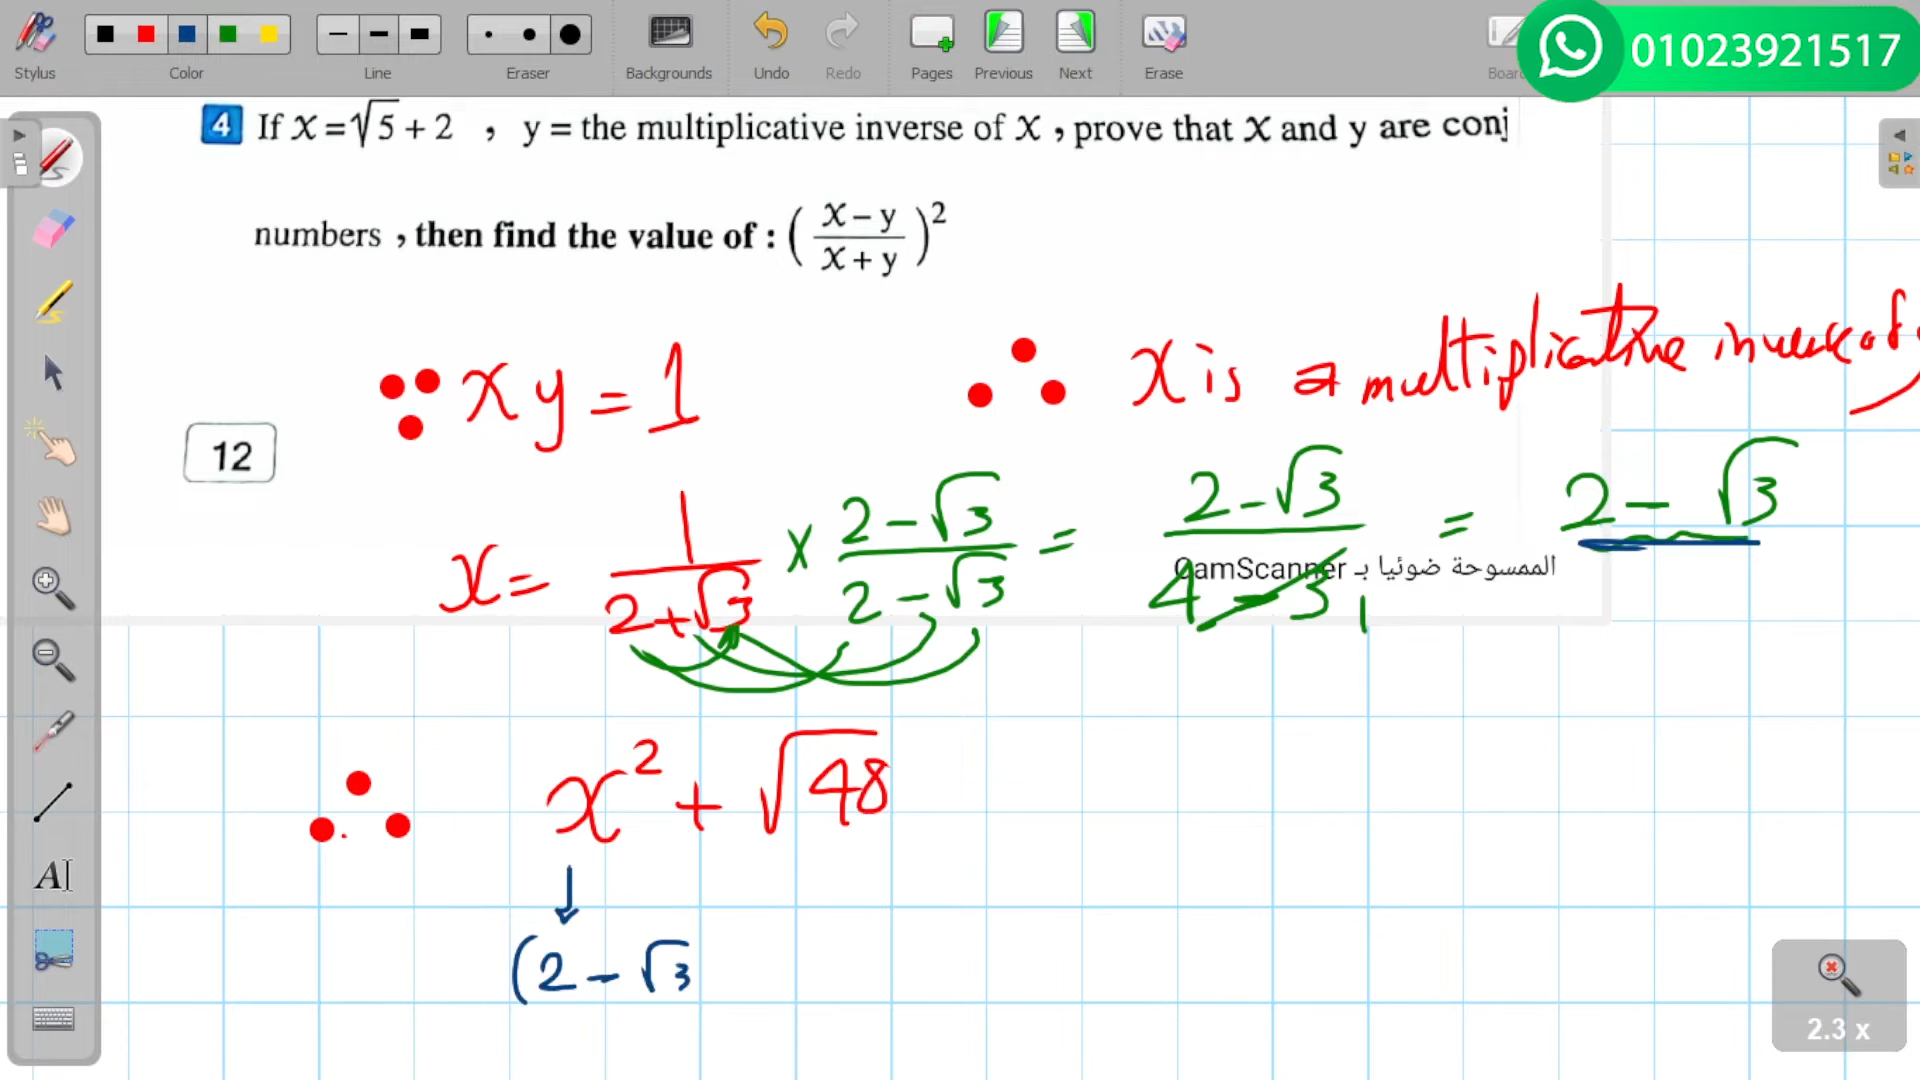 Stylus Color Line Eraser Backgrounds Undo Redo Pages Previous Next Erase Board
01023921517
4 If x = √5 + 2 , y = the multiplicative inverse of x , prove that x and y are conj
numbers , then find the value of : ( x − y / x + y )²
∵ xy = 1 ∴ x is a multiplicative inverse of
12
x = 1 / 2+√3 × 2−√3 / 2−√3 = 2−√3 / 4−3 1 = 2 − √3
الممسوحة ضوئيا بـ CamScanner
∴ x² + √48
↓
(2 − √3
AI
2.3 x